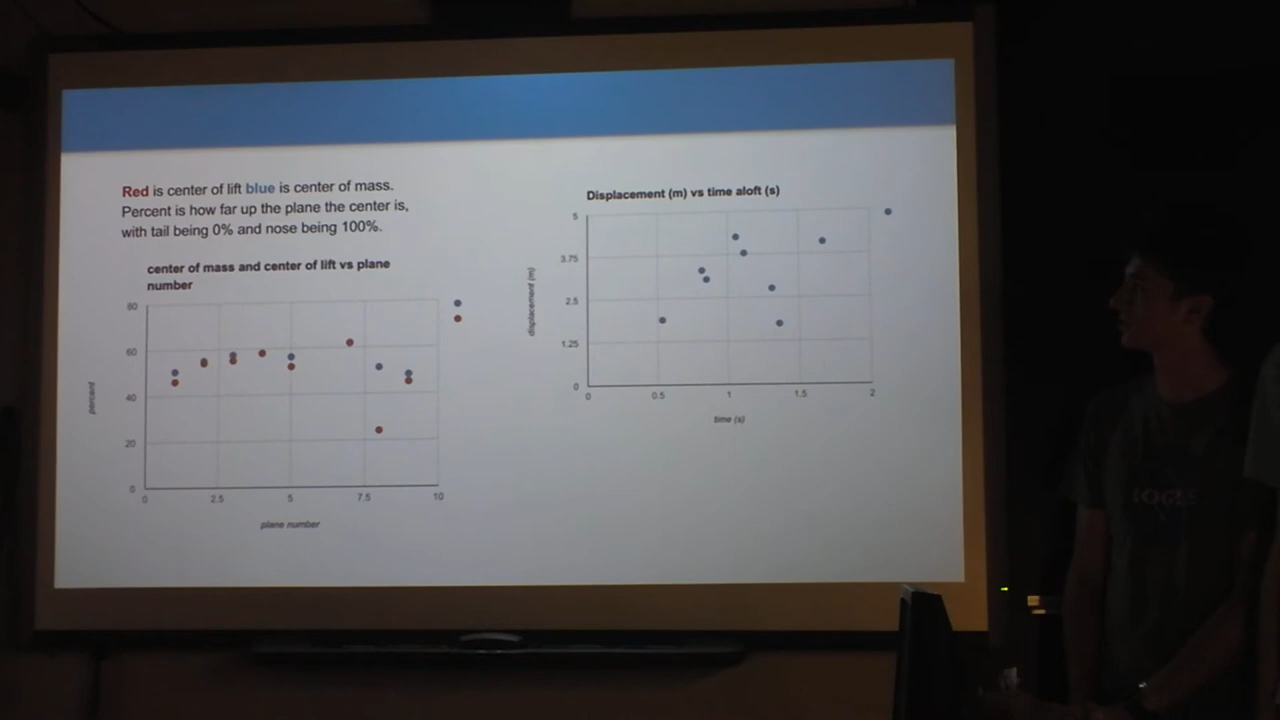 Red is center of lift blue is center of mass.
Percent is how far up the plane the center is,
with tail being 0% and nose being 100%.
center of mass and center of lift vs plane
number
80
60
40
20
0
percent
0 2.5 5 7.5 10
plane number
Displacement (m) vs time aloft (s)
5
3.75
2.5
1.25
0
displacement (m)
0 0.5 1 1.5 2
time (s)